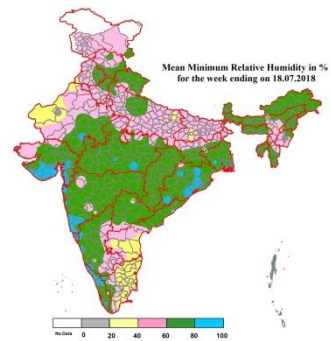 Mean Minimum Relative Humidity in %
for the week ending on 18.07.2018
No Data 0 20 40 60 80 100